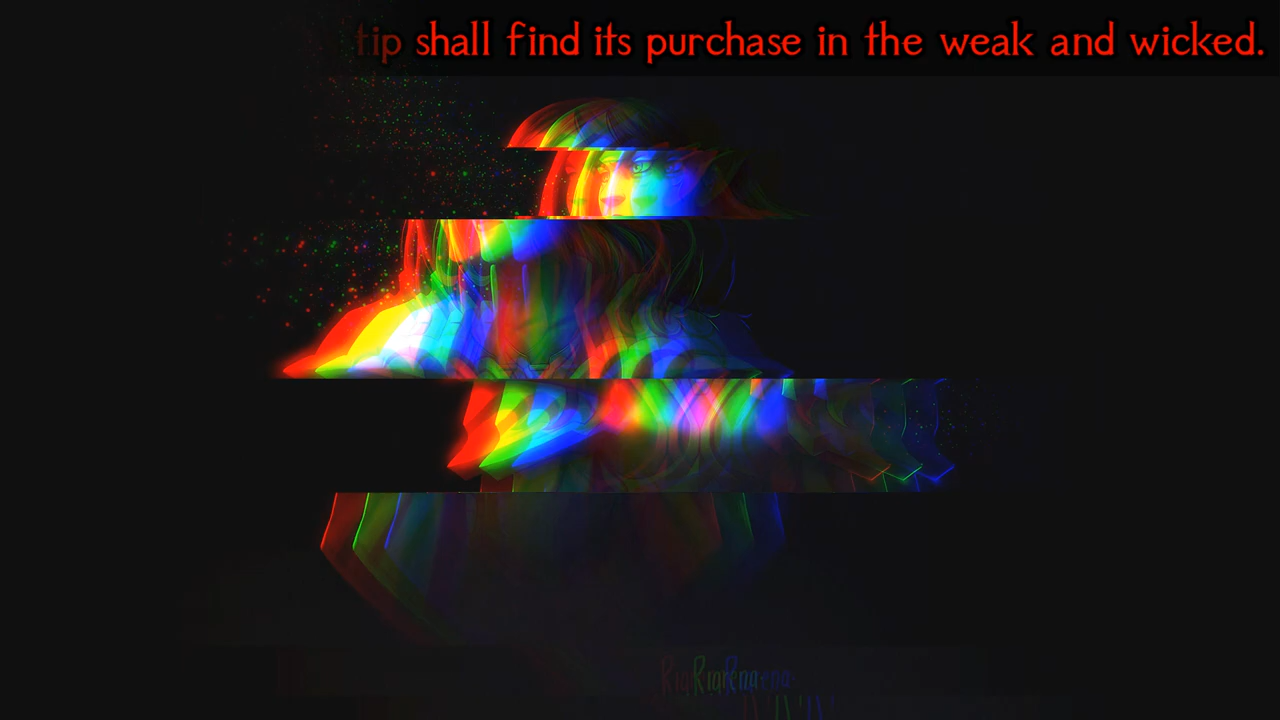 tip shall find its purchase in the weak and wicked.